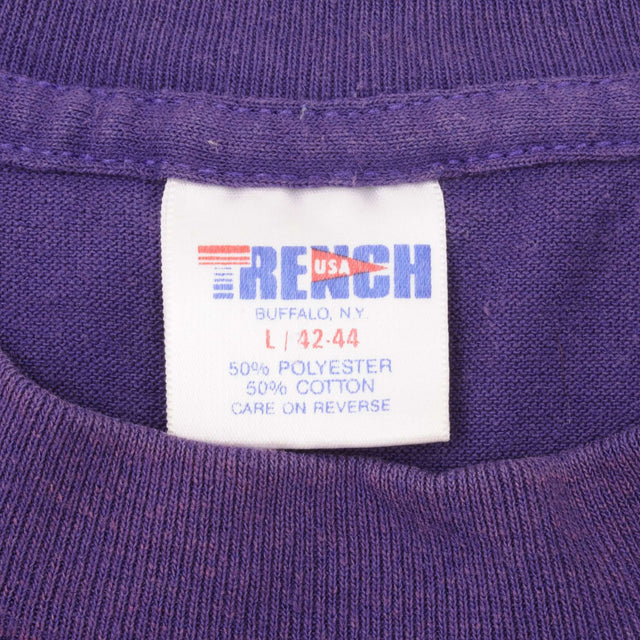 TRENCH
USA
BUFFALO, N.Y.
L / 42-44
50% POLYESTER
50% COTTON
CARE ON REVERSE